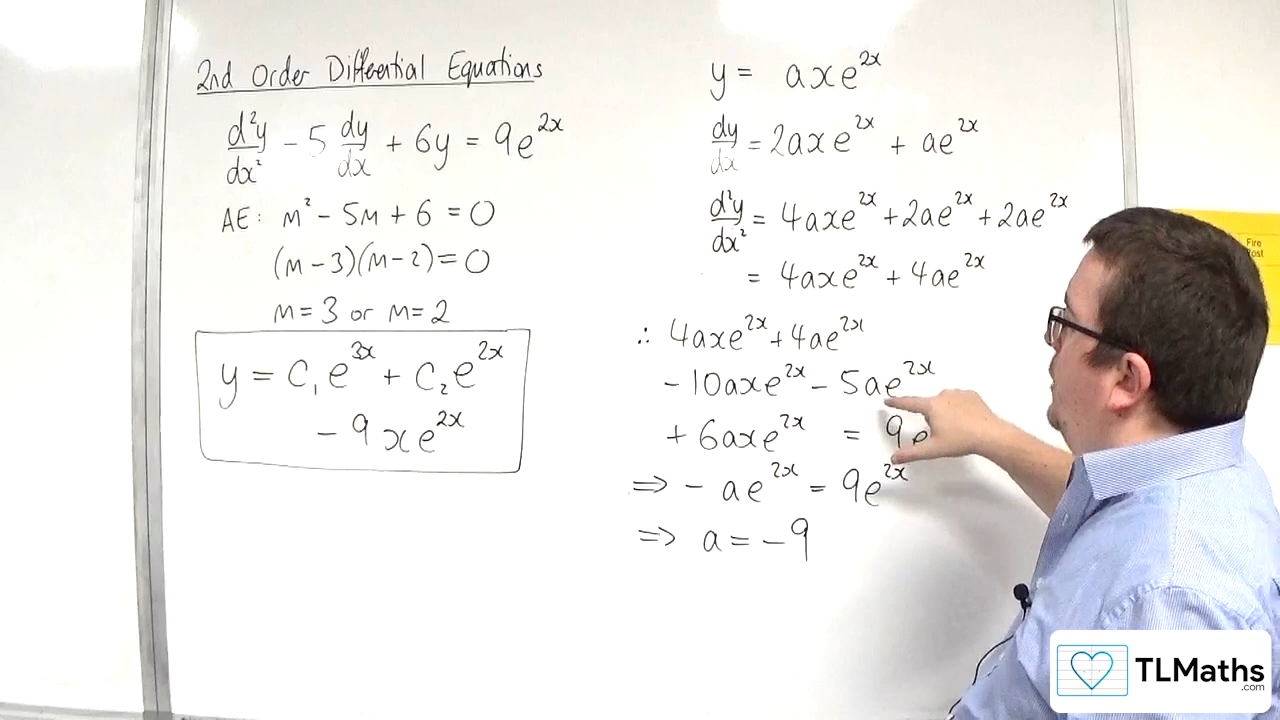 2nd Order Differential Equations
d²y/dx² - 5 dy/dx + 6y = 9e^2x
AE: m² - 5m + 6 = 0
(m - 3)(m - 2) = 0
m = 3 or m = 2
y = C₁e^3x + C₂e^2x
- 9xe^2x
y = axe^2x
dy/dx = 2axe^2x + ae^2x
d²y/dx² = 4axe^2x + 2ae^2x + 2ae^2x
= 4axe^2x + 4ae^2x
∴ 4axe^2x + 4ae^2x
- 10axe^2x - 5ae^2x
+ 6axe^2x = 9e
⇒ - ae^2x = 9e^2x
⇒ a = -9
Fire
TLMaths
.com